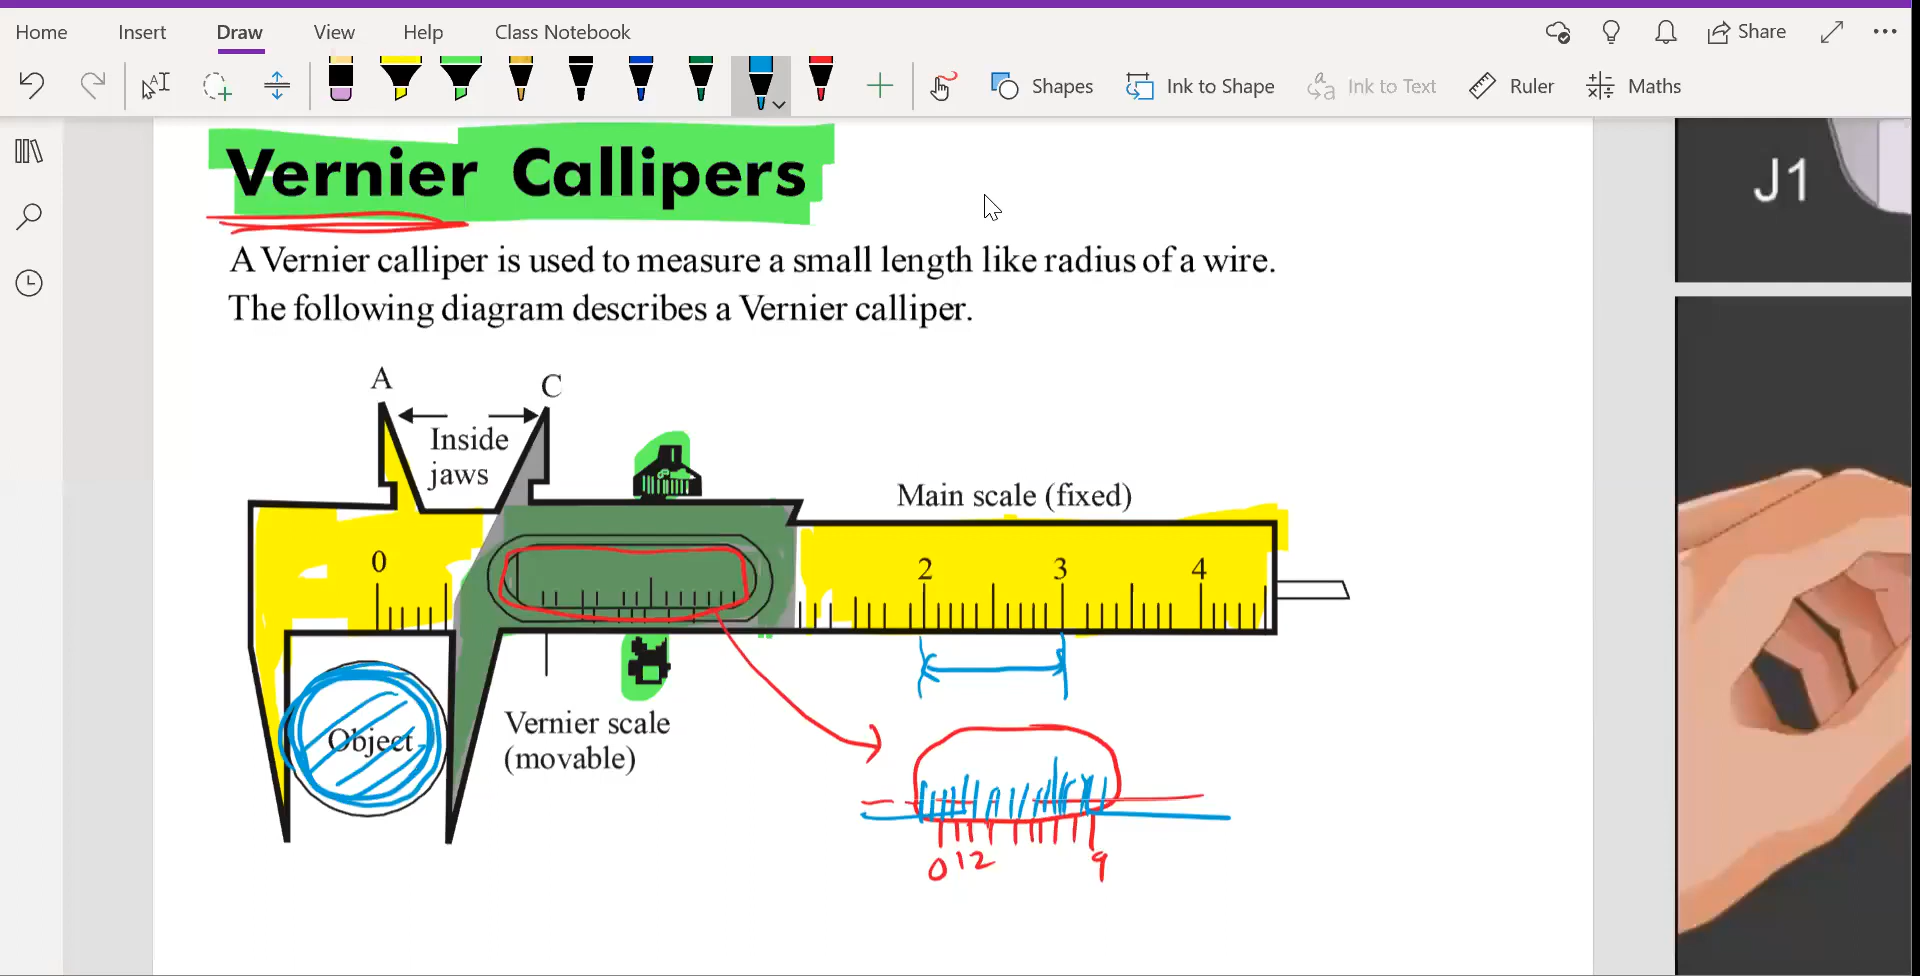 Home Insert Draw View Help Class Notebook Share
Shapes Ink to Shape Ink to Text Ruler Maths
Vernier Callipers
J1
A Vernier calliper is used to measure a small length like radius of a wire.
The following diagram describes a Vernier calliper.
A C
Inside
jaws
Main scale (fixed)
0 2 3 4
Object
Vernier scale
(movable)
0 1 2 9